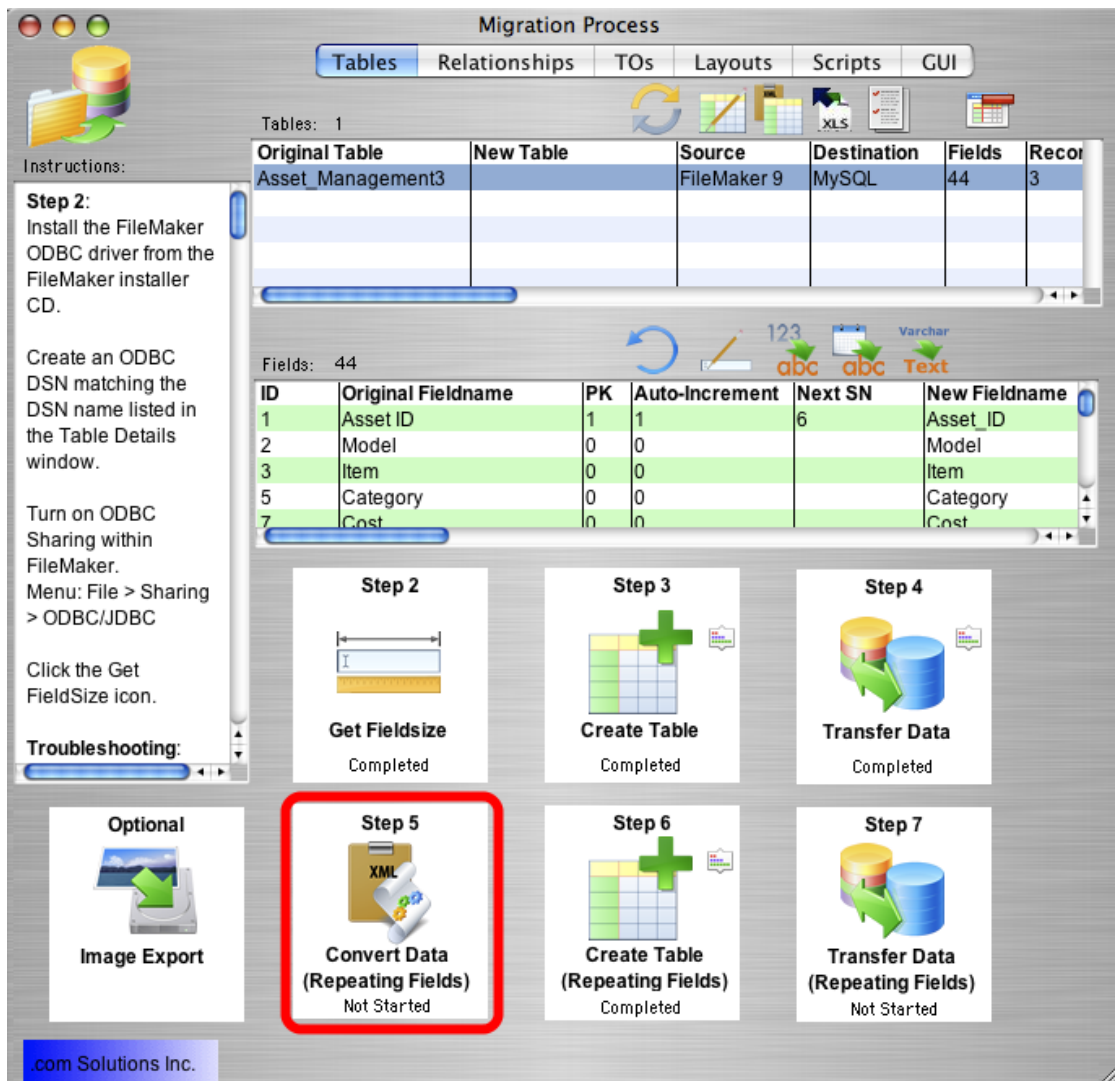 Migration Process
Tables Relationships TOs Layouts Scripts GUI
Tables: 1
XML
XLS
Original Table New Table Source Destination Fields Recor
Asset_Management3 FileMaker 9 MySQL 44 3
Instructions:
Step 2:
Install the FileMaker
ODBC driver from the
FileMaker installer
CD.
Create an ODBC
DSN matching the
DSN name listed in
the Table Details
window.
Turn on ODBC
Sharing within
FileMaker.
Menu: File > Sharing
> ODBC/JDBC
Click the Get
FieldSize icon.
Troubleshooting:
Fields: 44
123
abc
abc
Varchar
Text
ID Original Fieldname PK Auto-Increment Next SN New Fieldname
1 Asset ID 1 1 6 Asset_ID
2 Model 0 0 Model
3 Item 0 0 Item
5 Category 0 0 Category
7 Cost 0 0 Cost
Step 2
Get Fieldsize
Completed
Step 3
Create Table
Completed
Step 4
Transfer Data
Completed
Optional
Image Export
Step 5
XML
Convert Data
(Repeating Fields)
Not Started
Step 6
Create Table
(Repeating Fields)
Completed
Step 7
Transfer Data
(Repeating Fields)
Not Started
.com Solutions Inc.